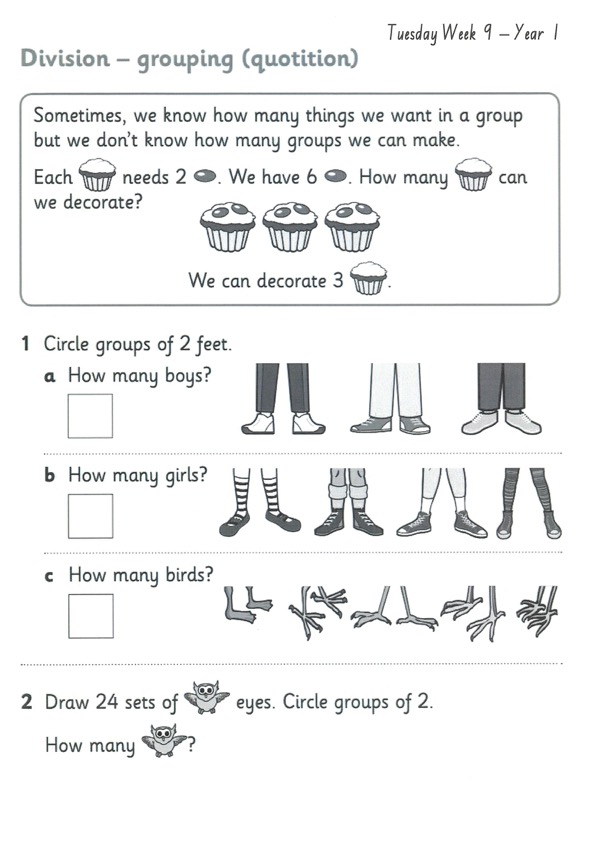 Tuesday Week 9 – Year 1
Division – grouping (quotition)
Sometimes, we know how many things we want in a group
but we don't know how many groups we can make.
Each needs 2 . We have 6 . How many can
we decorate?
We can decorate 3 .
1 Circle groups of 2 feet.
a How many boys?
b How many girls?
c How many birds?
2 Draw 24 sets of eyes. Circle groups of 2.
How many ?